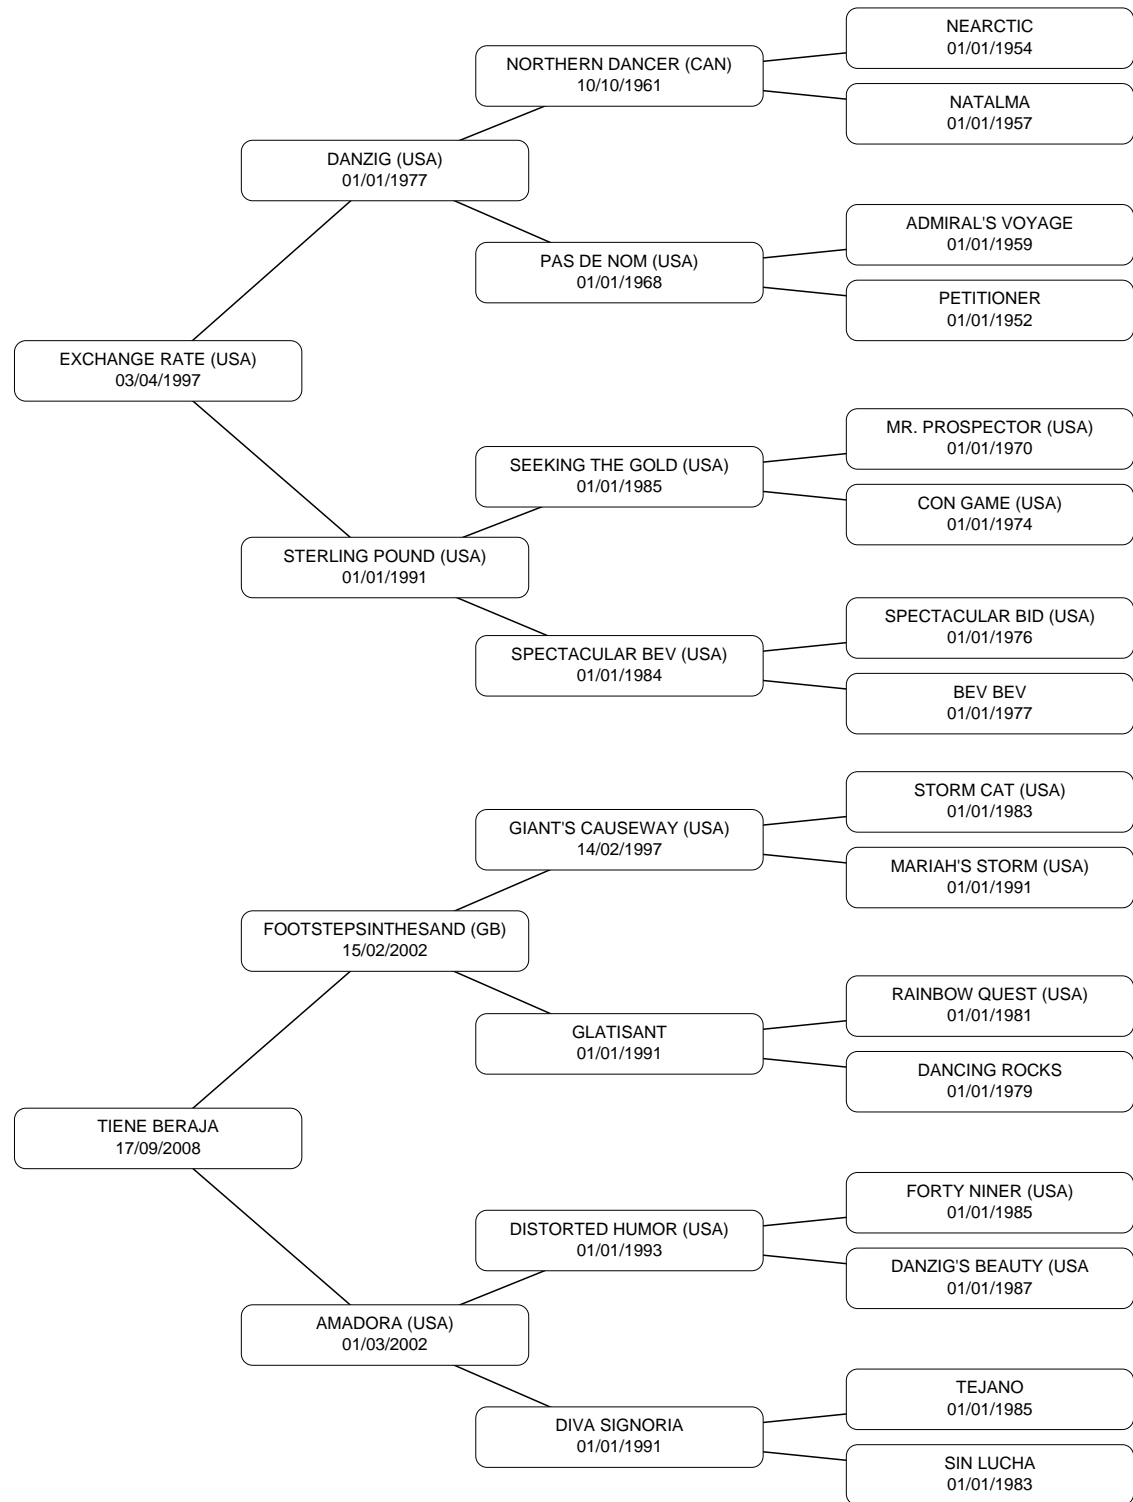 NEARCTIC
01/01/1954
NORTHERN DANCER (CAN)
10/10/1961
NATALMA
01/01/1957
DANZIG (USA)
01/01/1977
ADMIRAL'S VOYAGE
01/01/1959
PAS DE NOM (USA)
01/01/1968
PETITIONER
01/01/1952
EXCHANGE RATE (USA)
03/04/1997
MR. PROSPECTOR (USA)
01/01/1970
SEEKING THE GOLD (USA)
01/01/1985
CON GAME (USA)
01/01/1974
STERLING POUND (USA)
01/01/1991
SPECTACULAR BID (USA)
01/01/1976
SPECTACULAR BEV (USA)
01/01/1984
BEV BEV
01/01/1977
STORM CAT (USA)
01/01/1983
GIANT'S CAUSEWAY (USA)
14/02/1997
MARIAH'S STORM (USA)
01/01/1991
FOOTSTEPSINTHESAND (GB)
15/02/2002
RAINBOW QUEST (USA)
01/01/1981
GLATISANT
01/01/1991
DANCING ROCKS
01/01/1979
TIENE BERAJA
17/09/2008
FORTY NINER (USA)
01/01/1985
DISTORTED HUMOR (USA)
01/01/1993
DANZIG'S BEAUTY (USA
01/01/1987
AMADORA (USA)
01/03/2002
TEJANO
01/01/1985
DIVA SIGNORIA
01/01/1991
SIN LUCHA
01/01/1983